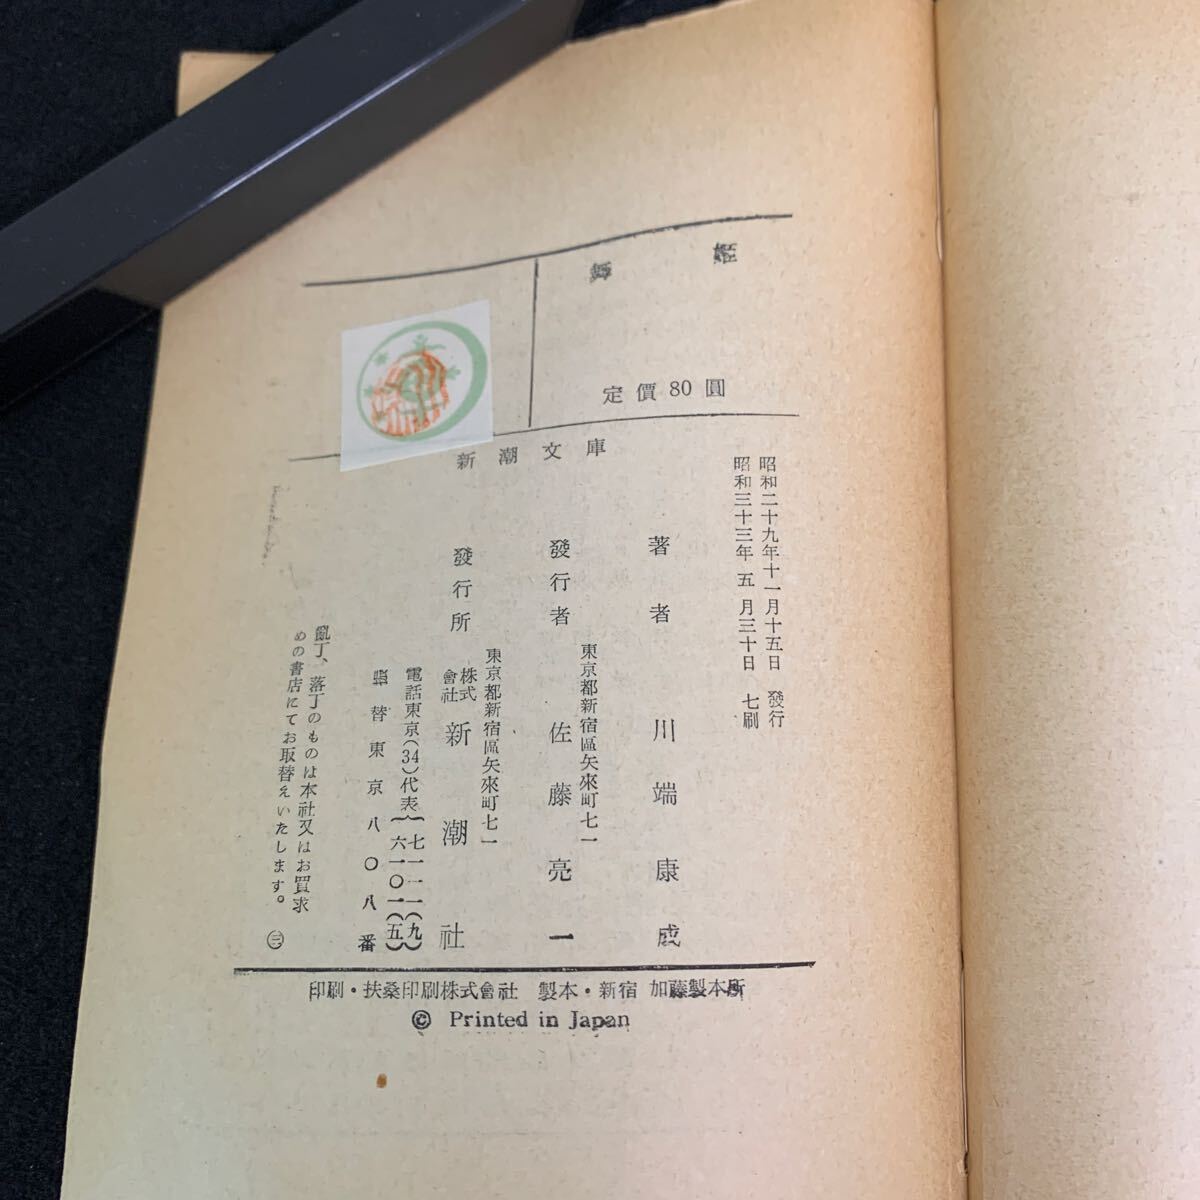 舞姬
定價80圓
新潮文庫
昭和二十九年十一月十五日 發行
昭和三十三年 五 月三十日 七刷
著者 川端康成
東京都新宿區矢來町七一
發行者 佐藤亮一
東京都新宿區矢來町七一
發行所 株式會社 新潮社
電話東京(34)代表{七一一一(九) 六一〇一(五)}
振替東京八〇八番
亂丁、落丁のものは本社又はお買求
めの書店にてお取替えいたします。 ㊂
印刷・扶桑印刷株式會社 製本・新宿 加藤製本所
© Printed in Japan